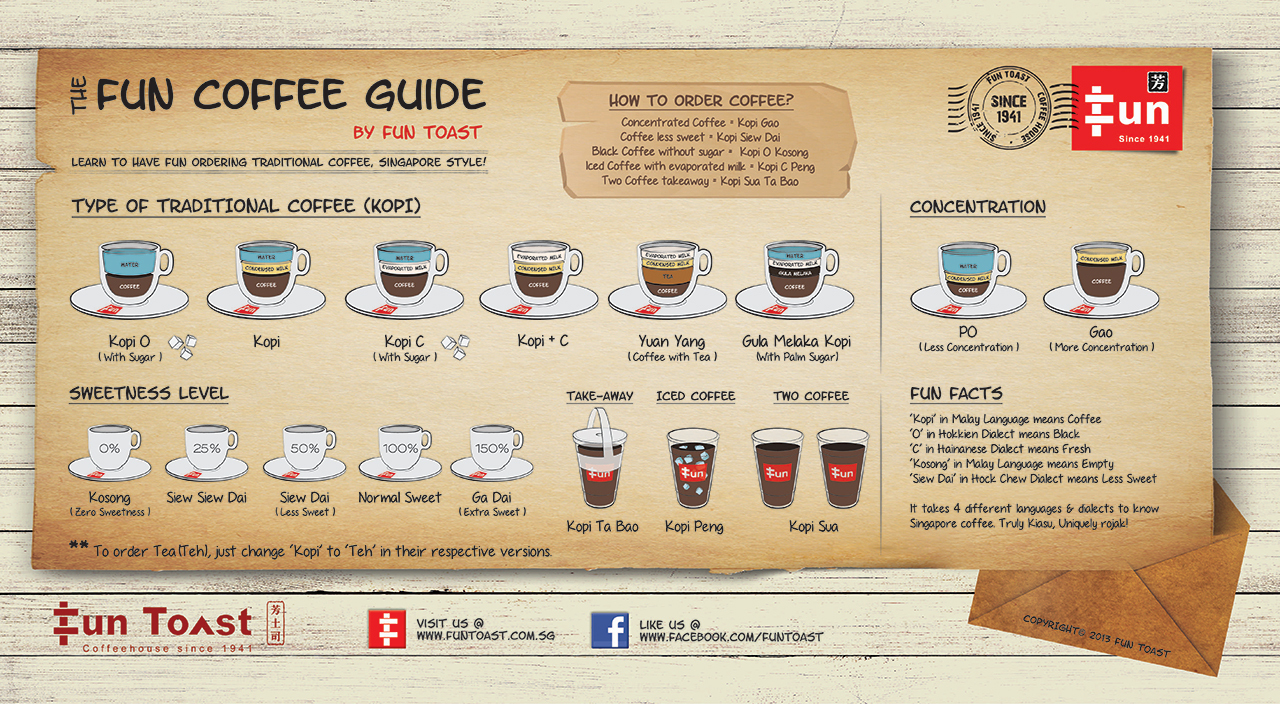 THE FUN COFFEE GUIDE
BY FUN TOAST
LEARN TO HAVE FUN ORDERING TRADITIONAL COFFEE, SINGAPORE STYLE!
HOW TO ORDER COFFEE?
Concentrated Coffee = Kopi Gao
Coffee less sweet = Kopi Siew Dai
Black Coffee without sugar = Kopi O Kosong
Iced Coffee with evaporated milk = Kopi C Peng
Two Coffee takeaway = Kopi Sua Ta Bao
FUN TOAST
COFFEE HOUSE
SINCE 1941
SINCE
1941
芳
Fun
Since 1941
TYPE OF TRADITIONAL COFFEE (KOPI)
WATER
COFFEE
Kopi O
(With Sugar)
WATER
CONDENSED MILK
COFFEE
Kopi
WATER
EVAPORATED MILK
COFFEE
Kopi C
(With Sugar)
EVAPORATED MILK
CONDENSED MILK
COFFEE
Kopi + C
EVAPORATED MILK
CONDENSED MILK
TEA
COFFEE
Yuan Yang
(Coffee with Tea)
WATER
EVAPORATED MILK
GULA MELAKA
COFFEE
Gula Melaka Kopi
(With Palm Sugar)
CONCENTRATION
WATER
CONDENSED MILK
COFFEE
PO
(Less Concentration)
CONDENSED MILK
COFFEE
Gao
(More Concentration)
SWEETNESS LEVEL
0%
Kosong
(Zero Sweetness)
25%
Siew Siew Dai
50%
Siew Dai
(Less Sweet)
100%
Normal Sweet
150%
Ga Dai
(Extra Sweet)
TAKE-AWAY
Fun
Kopi Ta Bao
ICED COFFEE
Fun
Kopi Peng
TWO COFFEE
Fun
Fun
Kopi Sua
FUN FACTS
'Kopi' in Malay Language means Coffee
'O' in Hokkien Dialect means Black
'C' in Hainanese Dialect means Fresh
'Kosong' in Malay Language means Empty
'Siew Dai' in Hock Chew Dialect means Less Sweet
It takes 4 different languages & dialects to know
Singapore coffee. Truly Kiasu, Uniquely rojak!
** To order Tea(Teh), just change 'Kopi' to 'Teh' in their respective versions.
Fun Toast
芳土司
Coffeehouse since 1941
VISIT US @
WWW.FUNTOAST.COM.SG
LIKE US @
WWW.FACEBOOK.COM/FUNTOAST
COPYRIGHT© 2013 FUN TOAST